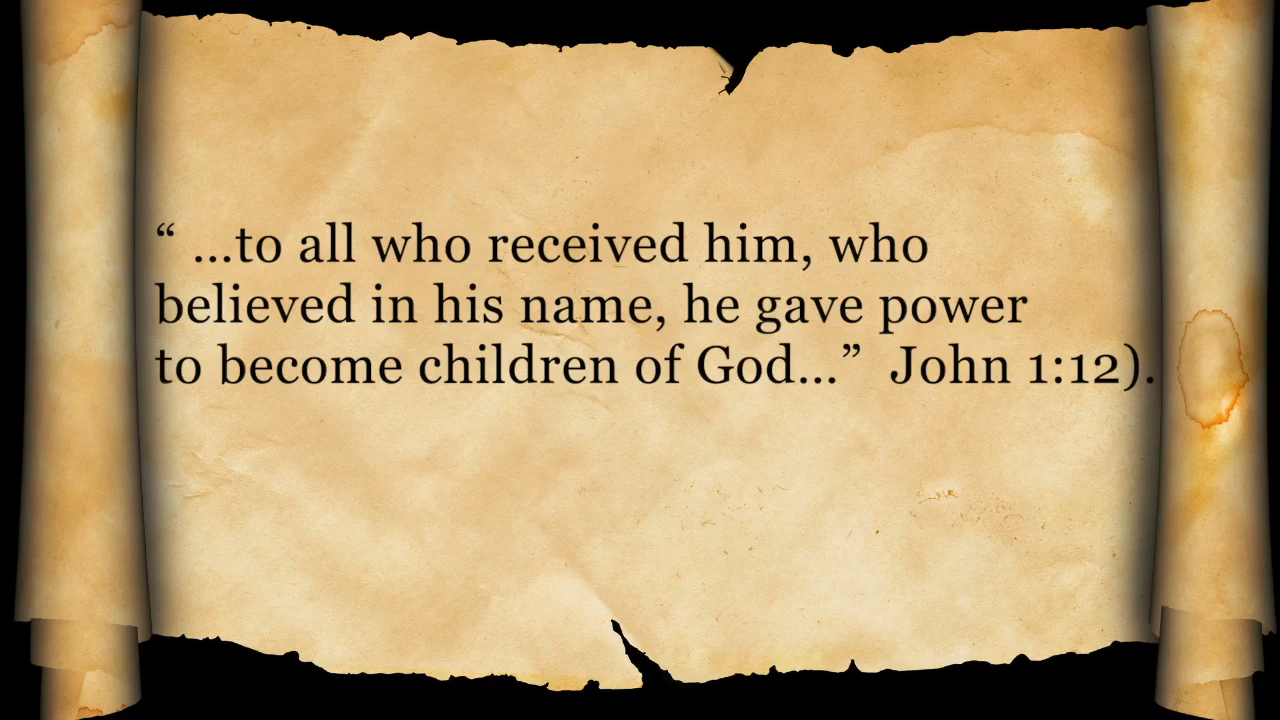 “ ...to all who received him, who
believed in his name, he gave power
to become children of God...”  John 1:12).